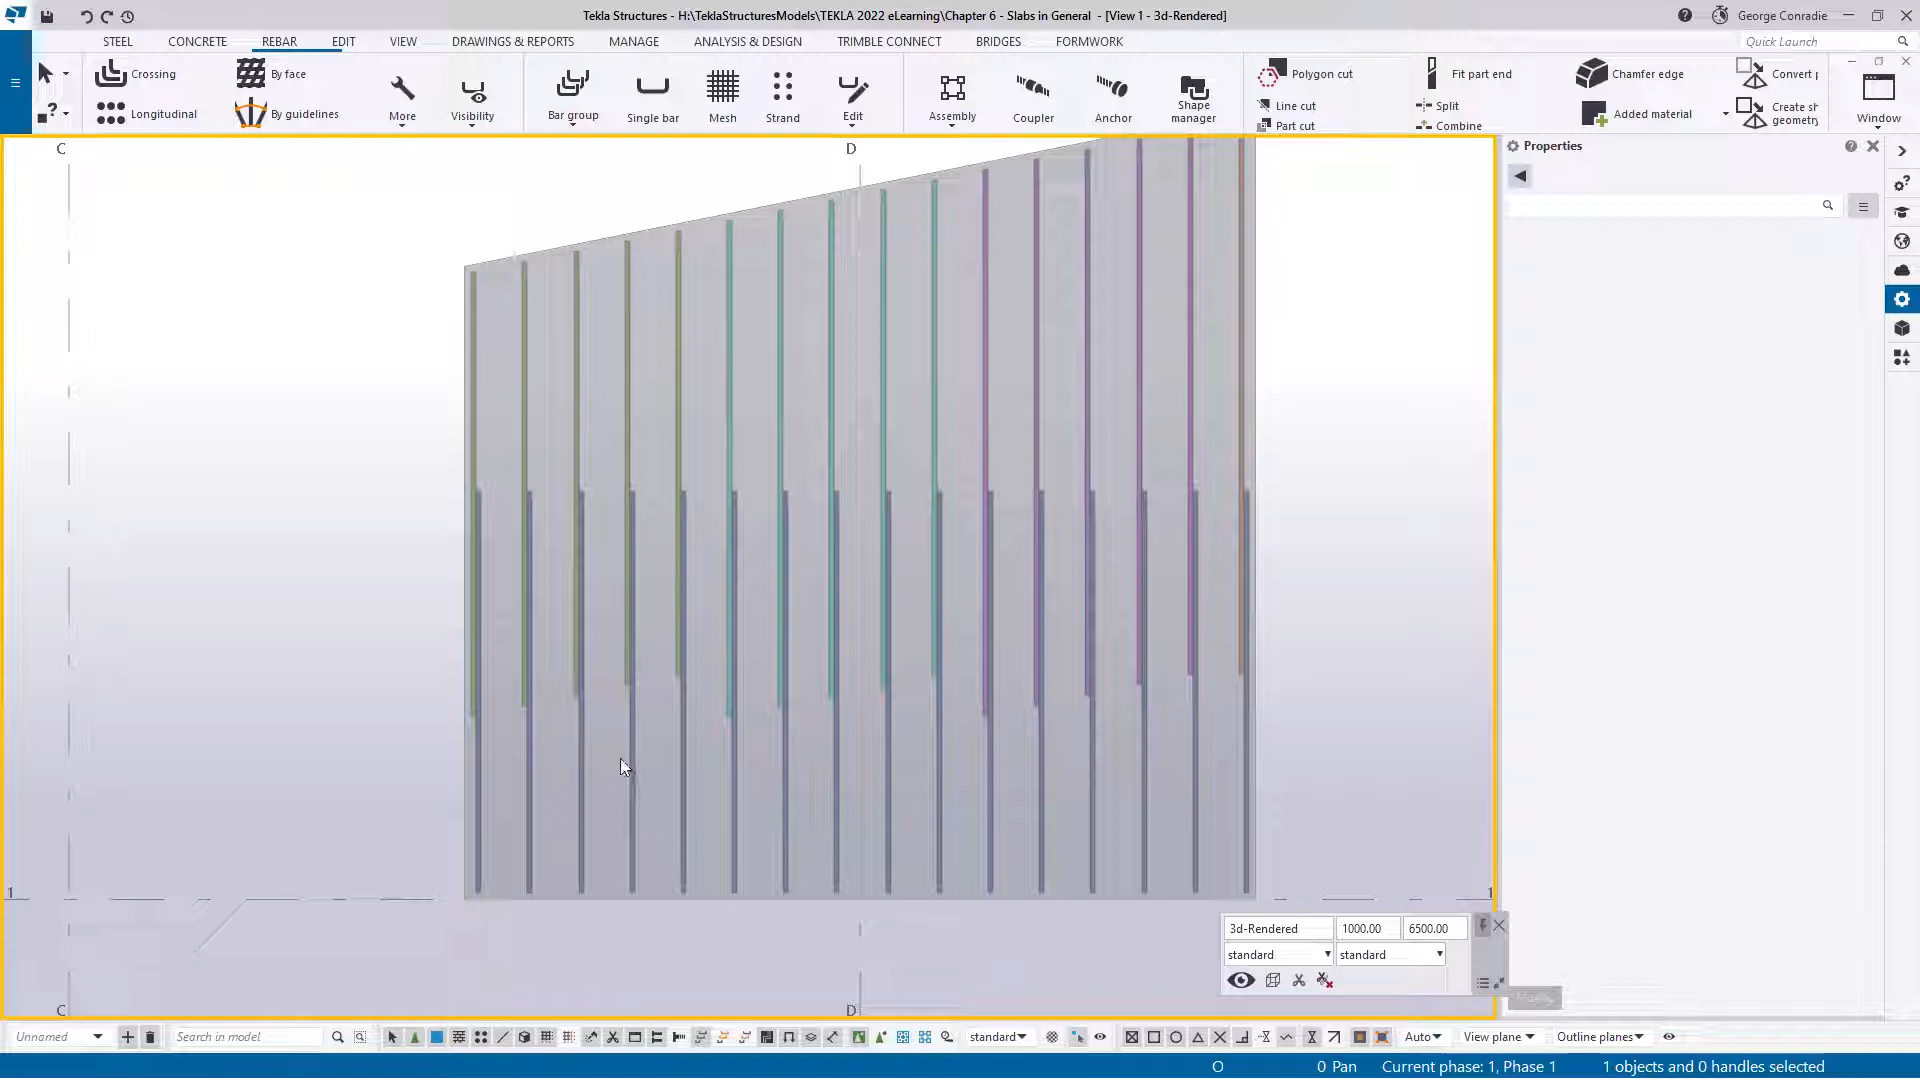 Tekla Structures - H:\TeklaStructuresModels\TEKLA 2022 eLearning\Chapter 6 - Slabs in General - [View 1 - 3d-Rendered]
George Conradie
STEEL CONCRETE REBAR EDIT VIEW DRAWINGS & REPORTS MANAGE ANALYSIS & DESIGN TRIMBLE CONNECT BRIDGES FORMWORK
Quick Launch
Crossing
Longitudinal
By face
By guidelines
More
Visibility
Bar group
Single bar
Mesh
Strand
Edit
Assembly
Coupler
Anchor
Shape manager
Polygon cut
Line cut
Part cut
Fit part end
Split
Combine
Chamfer edge
Added material
Convert p
Create sh
geometry
Window
C
D
Properties
1
1
3d-Rendered 1000.00 6500.00
standard standard
Modify
C
D
Unnamed
Search in model
standard
Auto
View plane
Outline planes
O
0 Pan
Current phase: 1, Phase 1
1 objects and 0 handles selected